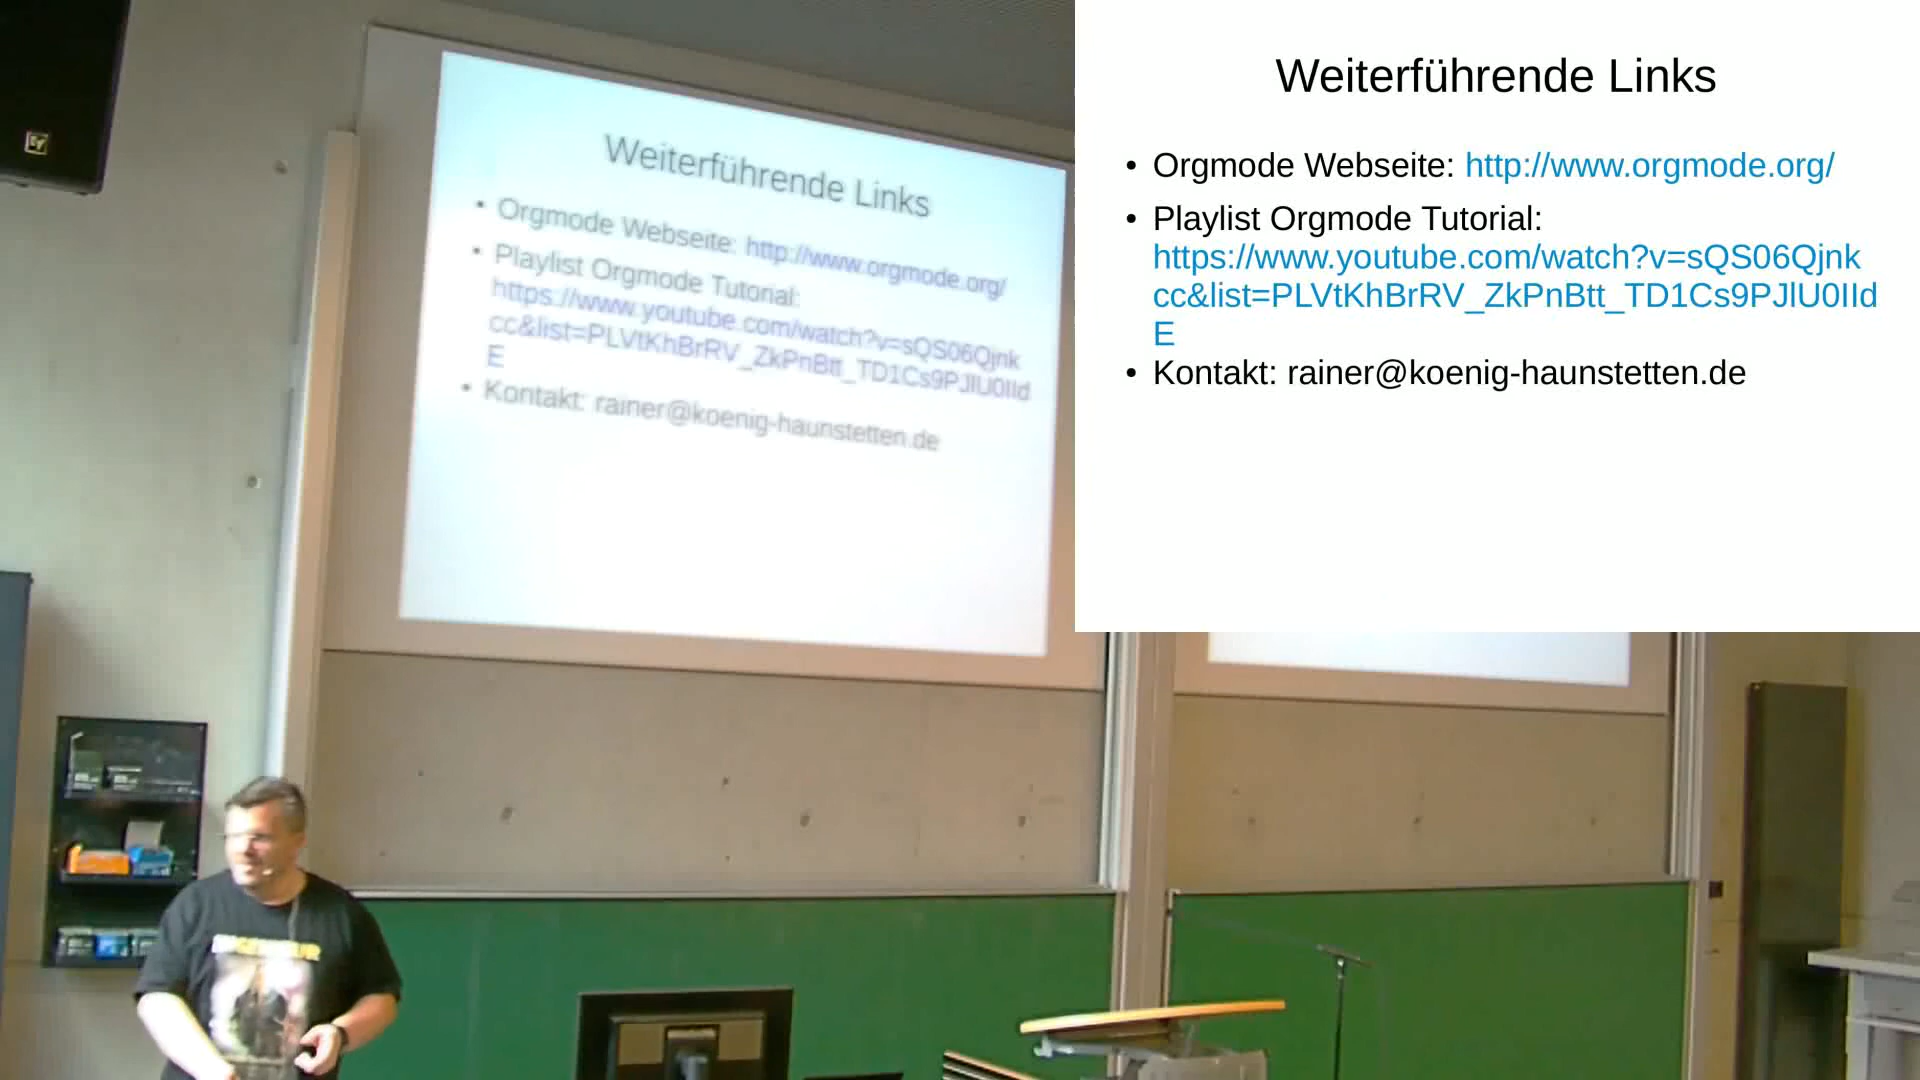 Weiterführende Links
• Orgmode Webseite: http://www.orgmode.org/
• Playlist Orgmode Tutorial:
https://www.youtube.com/watch?v=sQS06Qjnk
cc&list=PLVtKhBrRV_ZkPnBtt_TD1Cs9PJlU0IId
E
• Kontakt: rainer@koenig-haunstetten.de
Weiterführende Links
• Orgmode Webseite: http://www.orgmode.org/
• Playlist Orgmode Tutorial:
https://www.youtube.com/watch?v=sQS06Qjnk
cc&list=PLVtKhBrRV_ZkPnBtt_TD1Cs9PJlU0IId
E
• Kontakt: rainer@koenig-haunstetten.de